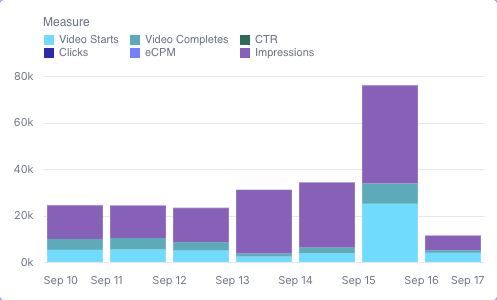 Measure
Video Starts Video Completes CTR
Clicks eCPM Impressions
80k
60k
40k
20k
0k
Sep 10 Sep 11 Sep 12 Sep 13 Sep 14 Sep 15 Sep 16 Sep 17